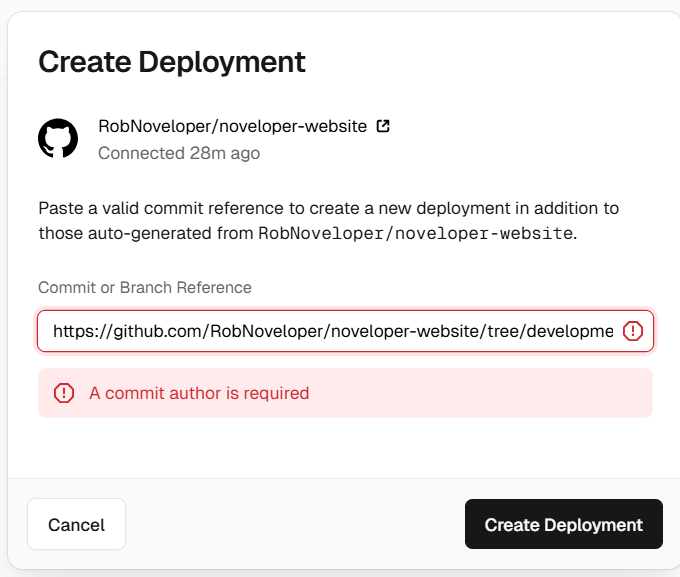 Create Deployment
RobNoveloper/noveloper-website
Connected 28m ago
Paste a valid commit reference to create a new deployment in addition to
those auto-generated from RobNoveloper/noveloper-website.
Commit or Branch Reference
https://github.com/RobNoveloper/noveloper-website/tree/developme
A commit author is required
Cancel
Create Deployment